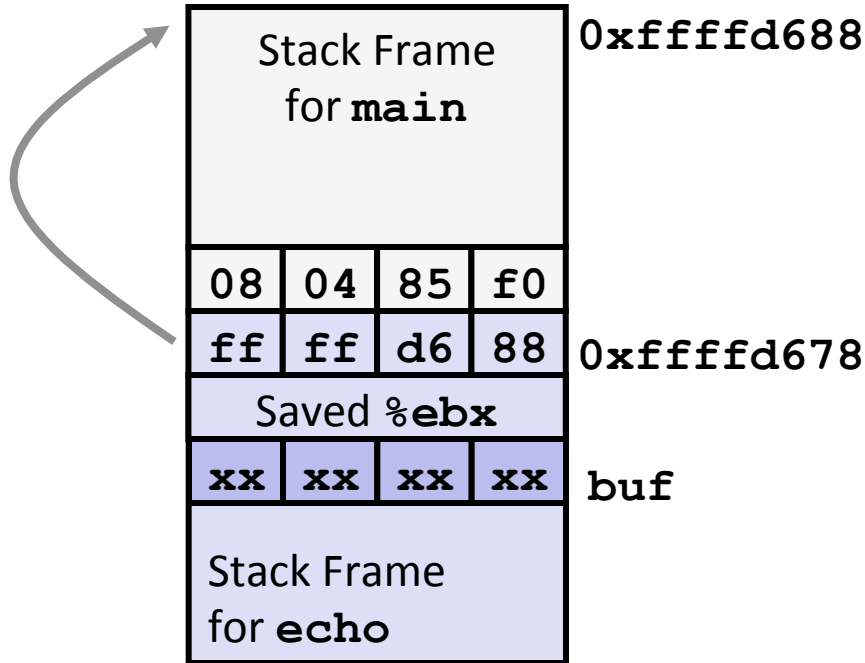 Stack Frame
for main
0xffffd688
08 04 85 f0
ff ff d6 88
0xffffd678
Saved %ebx
xx xx xx xx
buf
Stack Frame
for echo